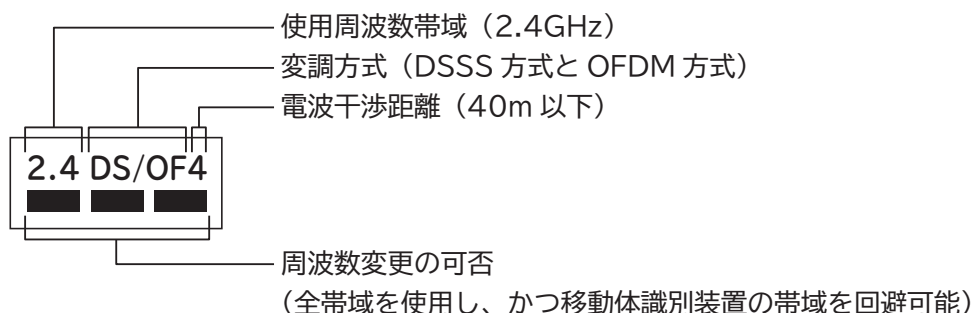 使用周波数帯域（2.4GHz）
変調方式（DSSS 方式と OFDM 方式）
電波干渉距離（40m 以下）
2.4 DS/OF4
周波数変更の可否
（全帯域を使用し、かつ移動体識別装置の帯域を回避可能）